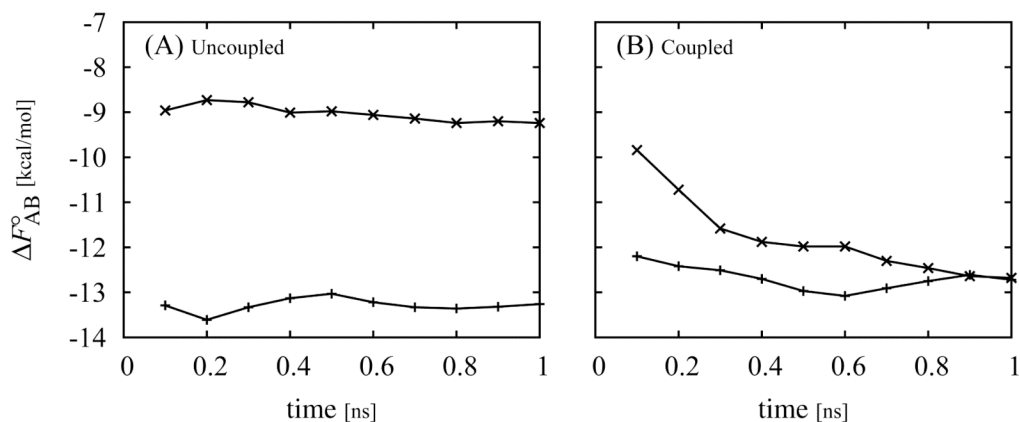 (A) Uncoupled
(B) Coupled
-7
-8
-9
-10
-11
-12
-13
-14
ΔF°AB [kcal/mol]
0 0.2 0.4 0.6 0.8 1
0 0.2 0.4 0.6 0.8 1
time [ns]
time [ns]